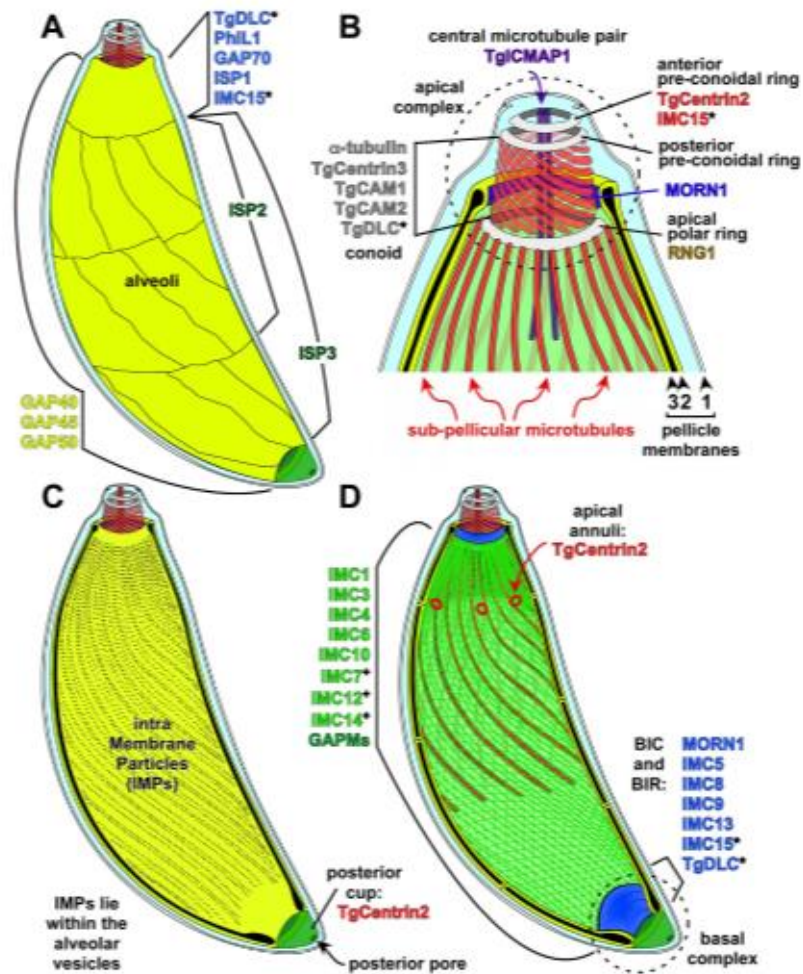 A
TgDLC*
PhIL1
GAP70
ISP1
IMC15*
ISP2
alveoli
ISP3
GAP40
GAP45
GAP50
B
central microtubule pair
TgICMAP1
apical
complex
anterior
pre-conoidal ring
TgCentrin2
IMC15*
posterior
pre-conoidal ring
α-tubulin
TgCentrin3
TgCAM1
TgCAM2
TgDLC*
conoid
MORN1
apical
polar ring
RNG1
sub-pellicular microtubules
32 1
pellicle
membranes
C
intra
Membrane
Particles
(IMPs)
IMPs lie
within the
alveolar
vesicles
posterior
cup:
TgCentrin2
posterior pore
D
apical
annuli:
TgCentrin2
IMC1
IMC3
IMC4
IMC6
IMC10
IMC7+
IMC12+
IMC14+
GAPMs
BIC
and
BIR:
MORN1
IMC5
IMC8
IMC9
IMC13
IMC15*
TgDLC*
basal
complex